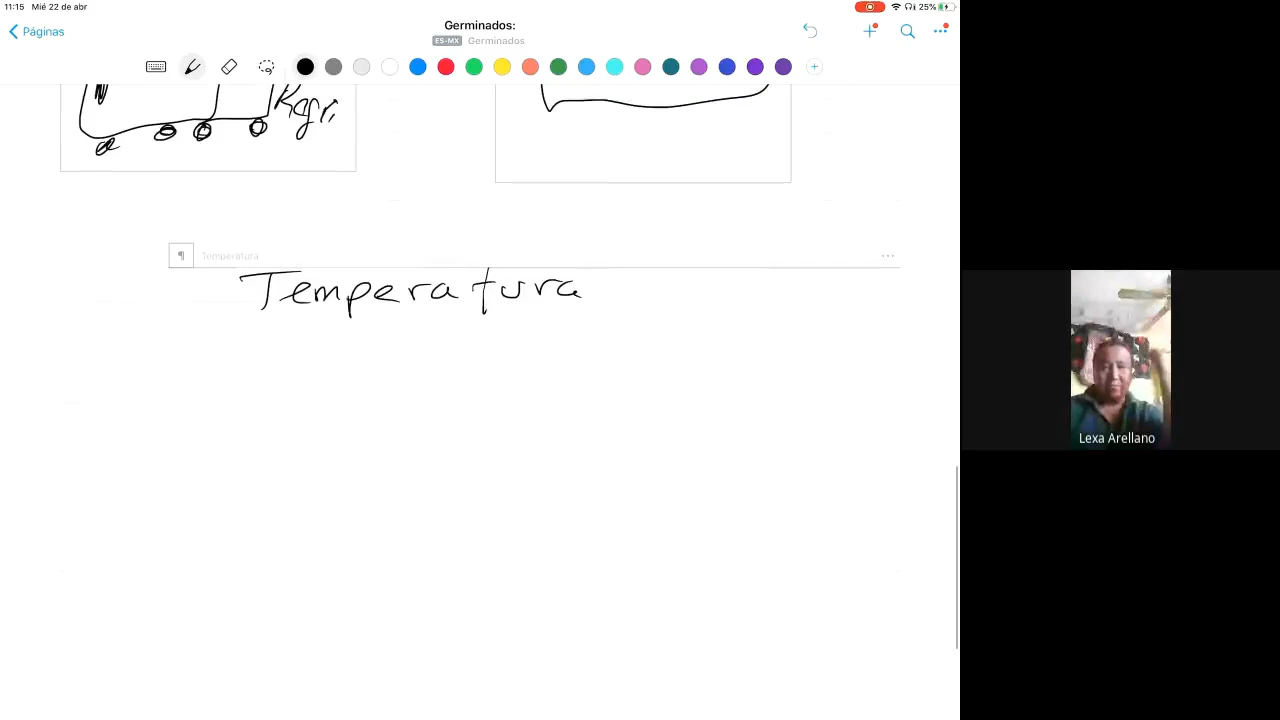 11:15 Mié 22 de abr
25%
Páginas
Germinados:
ES-MX Germinados
¶ Temperatura
Temperatura
Lexa Arellano